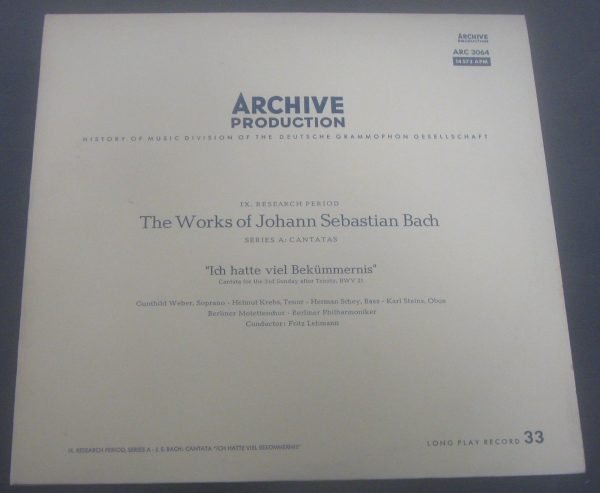 ARCHIVE
PRODUCTION
ARC 3064
14 573 APM
ARCHIVE
PRODUCTION
HISTORY OF MUSIC DIVISION OF THE DEUTSCHE GRAMMOPHON GESELLSCHAFT
IX. RESEARCH PERIOD
The Works of Johann Sebastian Bach
SERIES A: CANTATAS
"Ich hatte viel Bekümmernis"
Cantata for the 3rd Sunday after Trinity, BWV 21
Gunthild Weber, Soprano - Helmut Krebs, Tenor - Herman Schey, Bass - Karl Steins, Oboe
Berliner Motettenchor - Berliner Philharmoniker
Conductor: Fritz Lehmann
IX. RESEARCH PERIOD, SERIES A - J. S. BACH: CANTATA "ICH HATTE VIEL BEKÜMMERNIS"
LONG PLAY RECORD 33